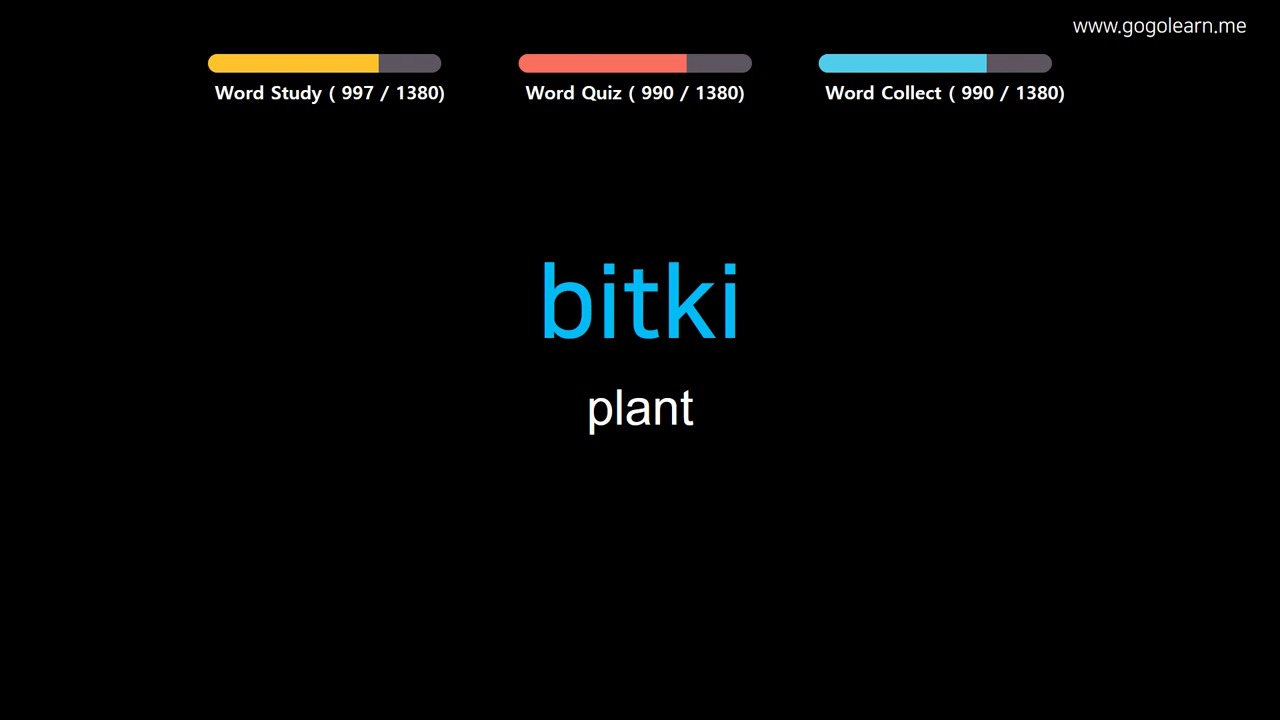 www.gogolearn.me
Word Study ( 997 / 1380)
Word Quiz ( 990 / 1380)
Word Collect ( 990 / 1380)
bitki
plant